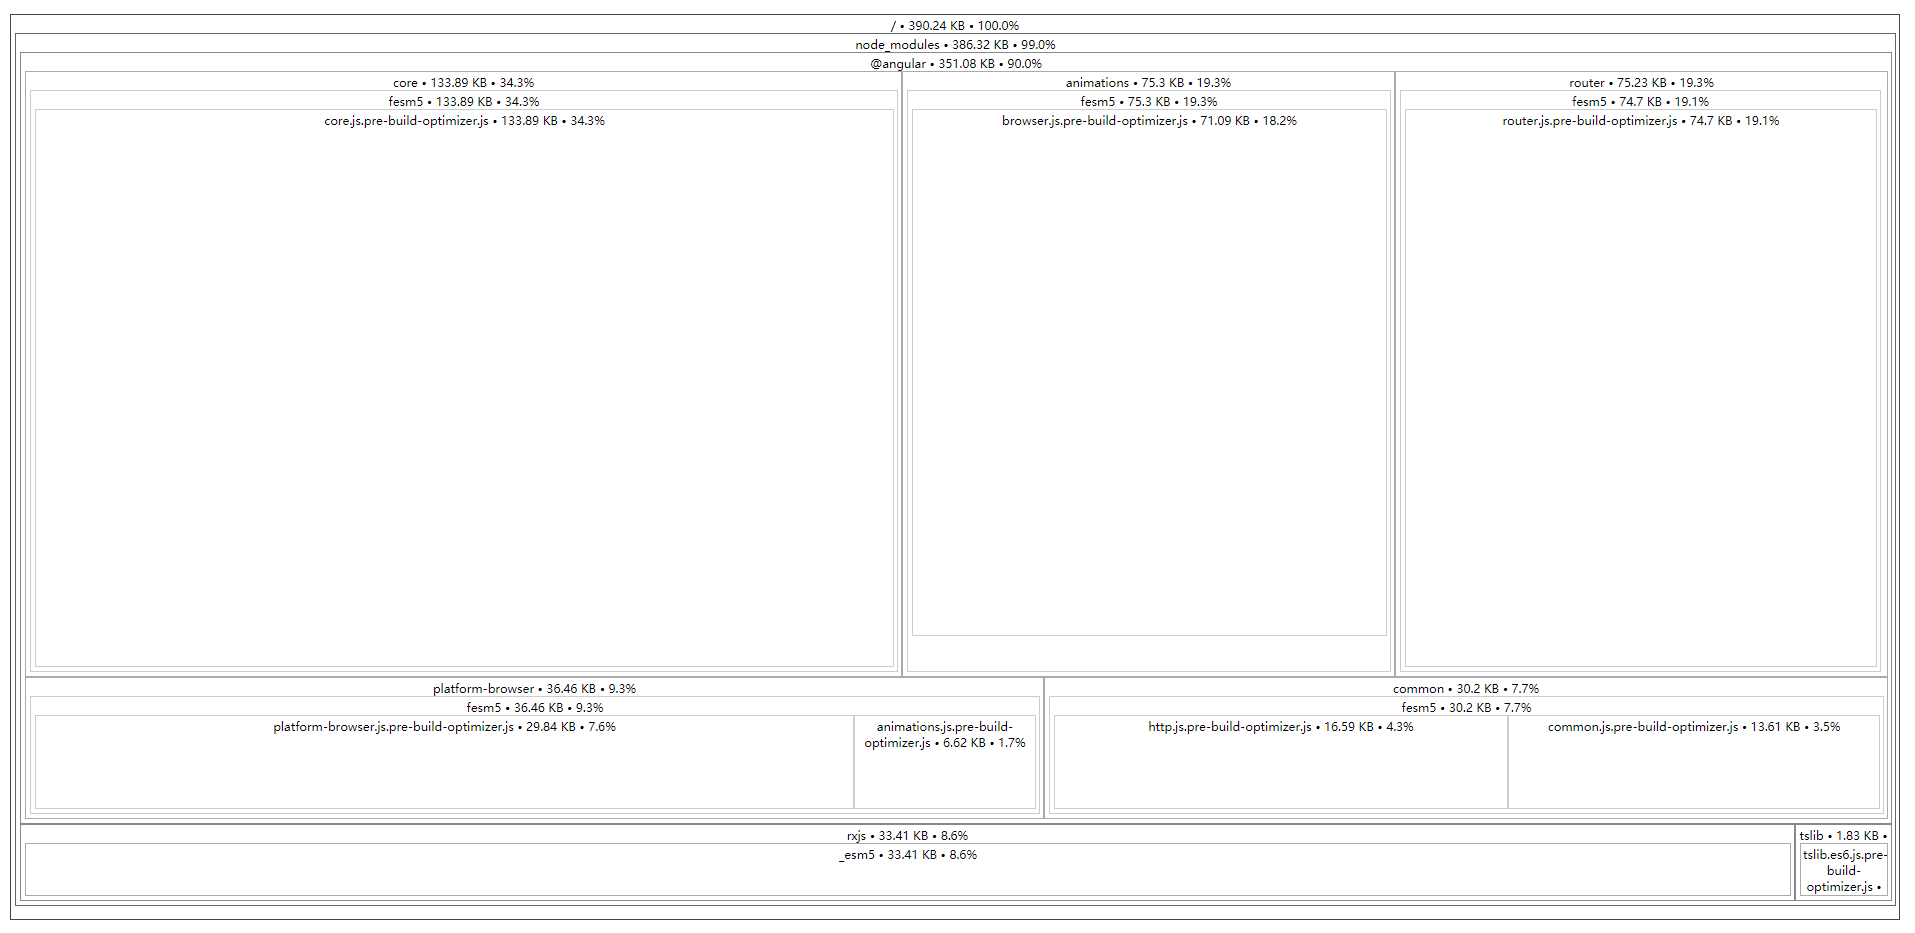 / • 390.24 KB • 100.0%
node_modules • 386.32 KB • 99.0%
@angular • 351.08 KB • 90.0%
core • 133.89 KB • 34.3%
fesm5 • 133.89 KB • 34.3%
core.js.pre-build-optimizer.js • 133.89 KB • 34.3%
animations • 75.3 KB • 19.3%
fesm5 • 75.3 KB • 19.3%
browser.js.pre-build-optimizer.js • 71.09 KB • 18.2%
router • 75.23 KB • 19.3%
fesm5 • 74.7 KB • 19.1%
router.js.pre-build-optimizer.js • 74.7 KB • 19.1%
platform-browser • 36.46 KB • 9.3%
fesm5 • 36.46 KB • 9.3%
platform-browser.js.pre-build-optimizer.js • 29.84 KB • 7.6%
animations.js.pre-build-
optimizer.js • 6.62 KB • 1.7%
common • 30.2 KB • 7.7%
fesm5 • 30.2 KB • 7.7%
http.js.pre-build-optimizer.js • 16.59 KB • 4.3%
common.js.pre-build-optimizer.js • 13.61 KB • 3.5%
rxjs • 33.41 KB • 8.6%
_esm5 • 33.41 KB • 8.6%
tslib • 1.83 KB •
tslib.es6.js.pre-
build-
optimizer.js •